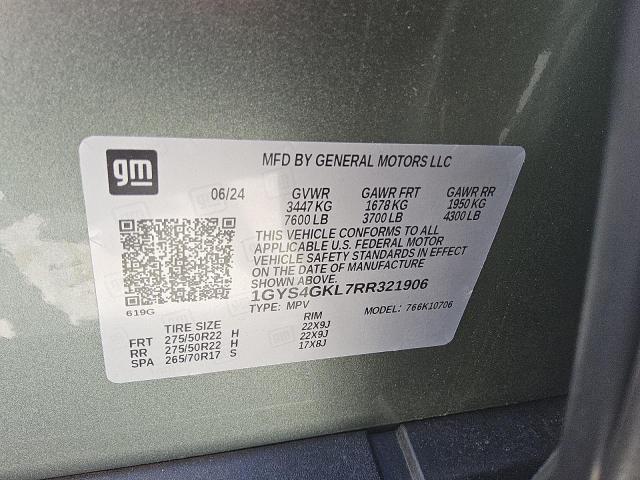 gm
MFD BY GENERAL MOTORS LLC
06/24 GVWR GAWR FRT GAWR RR
3447 KG 1678 KG 1950 KG
7600 LB 3700 LB 4300 LB
THIS VEHICLE CONFORMS TO ALL
APPLICABLE U.S. FEDERAL MOTOR
VEHICLE SAFETY STANDARDS IN EFFECT
ON THE DATE OF MANUFACTURE
SHOWN ABOVE.
619G
1GYS4GKL7RR321906
TYPE: MPV MODEL: 766K10706
TIRE SIZE RIM
FRT 275/50R22 H 22X9J
RR 275/50R22 H 22X9J
SPA 265/70R17 S 17X8J